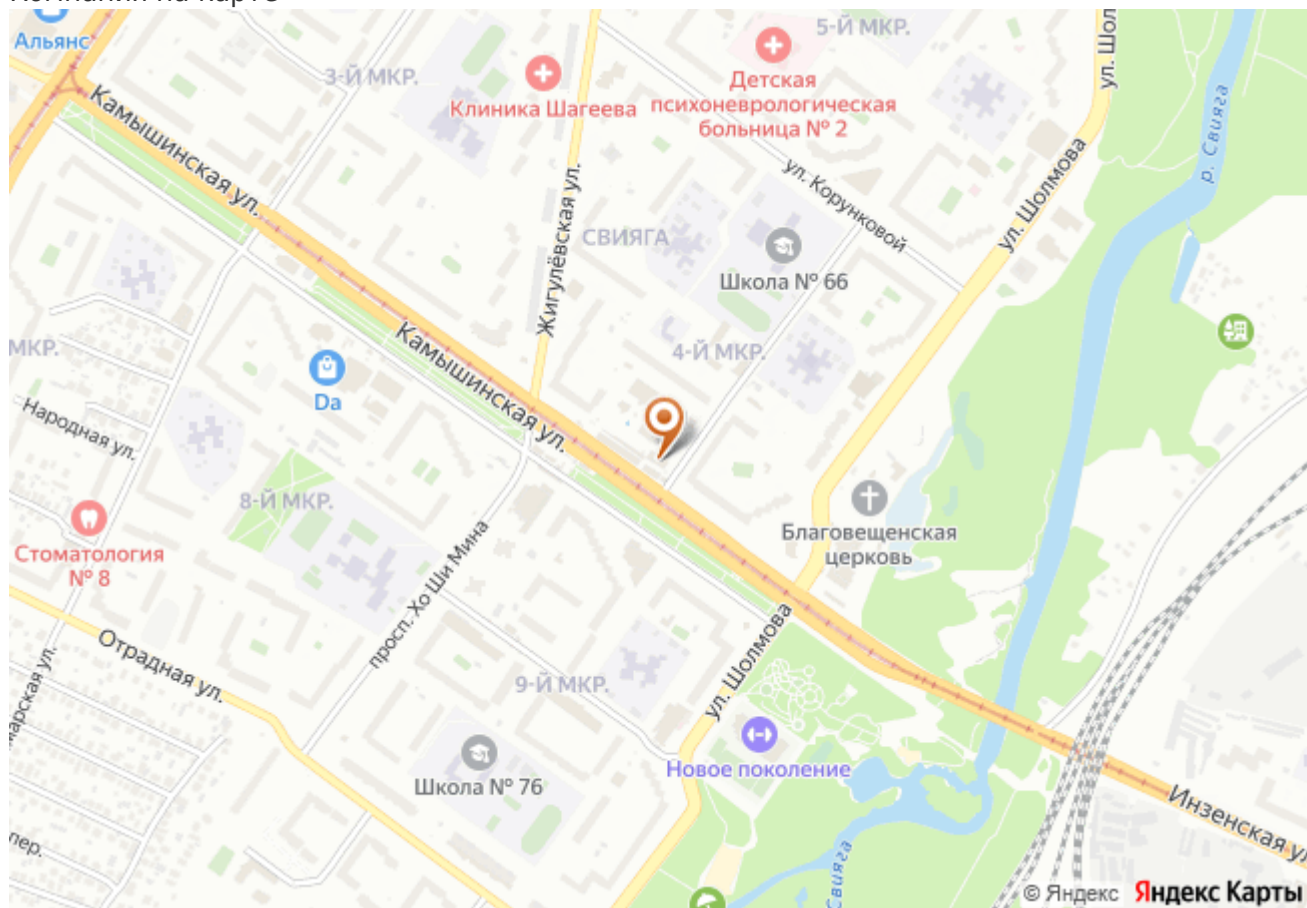 Альянс
3-Й МКР.
5-Й МКР.
Клиника Шагеева
Детская
психоневрологическая
больница № 2
Камышинская ул.
Жигулёвская ул.
ул. Корунковой
ул. Шолмова
ул. Шол
р. Свияга
СВИЯГА
Школа № 66
4-Й МКР.
МКР.
Da
Камышинская ул.
Народная ул.
8-Й МКР.
Стоматология
№ 8
просп. Хо Ши Мина
Благовещенская
церковь
Отрадная ул.
арская ул.
9-Й МКР.
ул. Шолмова
Новое поколение
Школа № 76
Инзенская у
пер.
Свияга
© Яндекс Яндекс Карты